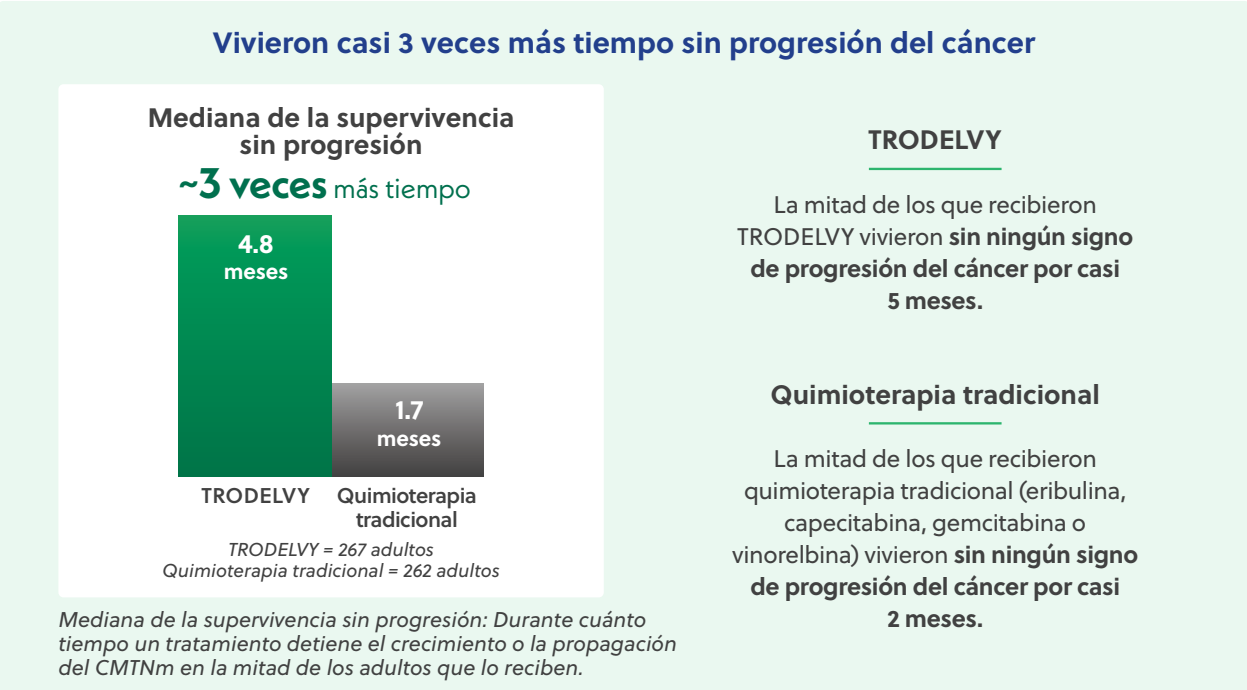 Vivieron casi 3 veces más tiempo sin progresión del cáncer
Mediana de la supervivencia
sin progresión
~3 veces más tiempo
4.8
meses
1.7
meses
TRODELVY
Quimioterapia
tradicional
TRODELVY = 267 adultos
Quimioterapia tradicional = 262 adultos
Mediana de la supervivencia sin progresión: Durante cuánto
tiempo un tratamiento detiene el crecimiento o la propagación
del CMTNm en la mitad de los adultos que lo reciben.
TRODELVY
La mitad de los que recibieron
TRODELVY vivieron sin ningún signo
de progresión del cáncer por casi
5 meses.
Quimioterapia tradicional
La mitad de los que recibieron
quimioterapia tradicional (eribulina,
capecitabina, gemcitabina o
vinorelbina) vivieron sin ningún signo
de progresión del cáncer por casi
2 meses.